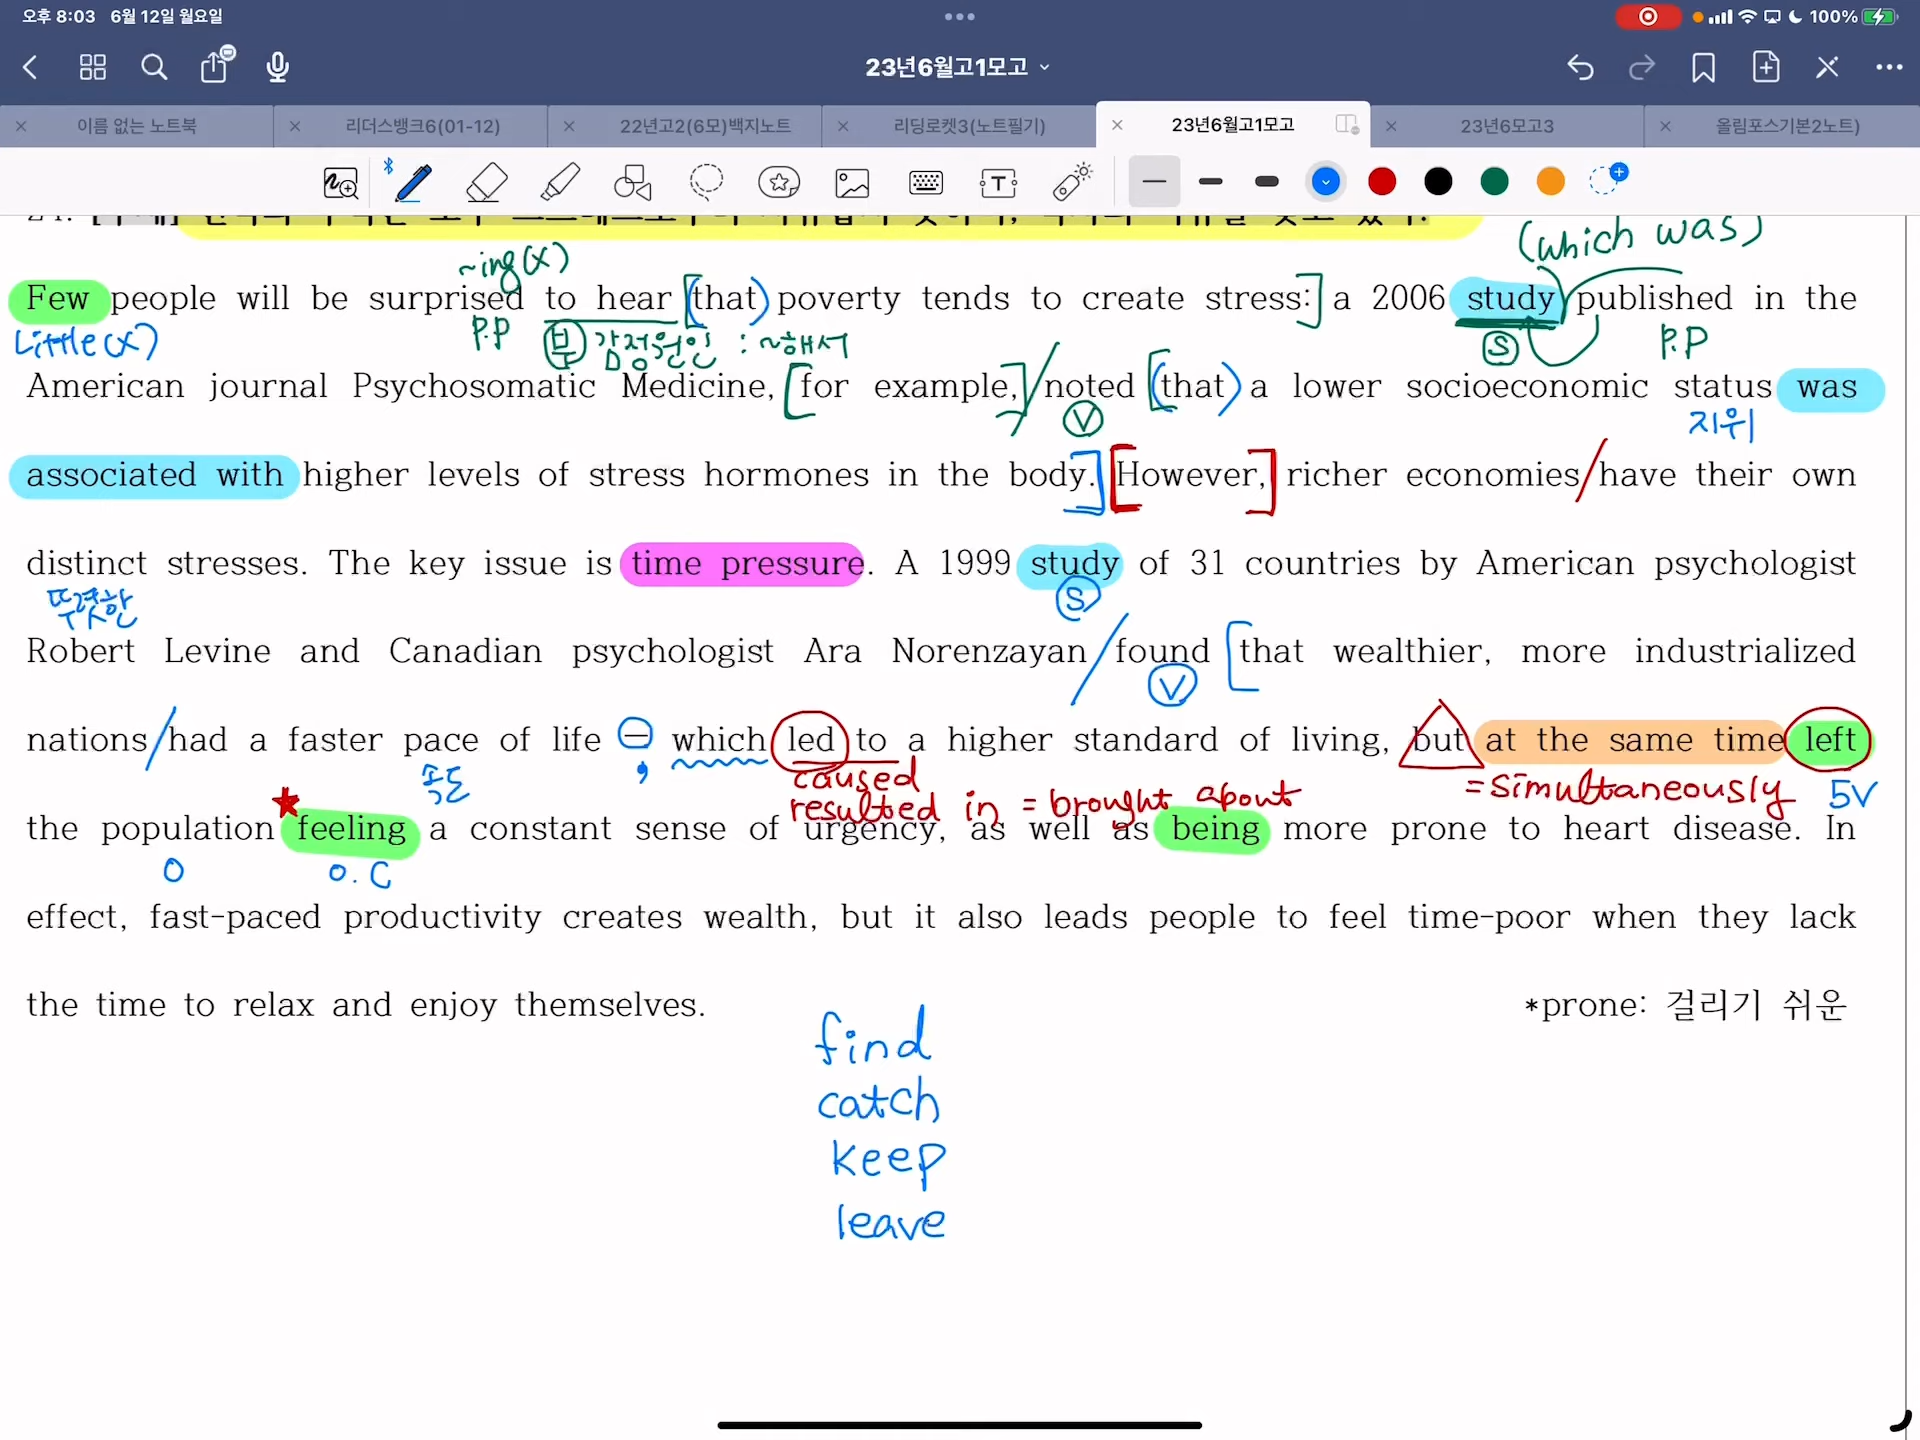 오후 8:03 6월 12일 월요일
100%
23년6월고1모고
이름 없는 노트북
리더스뱅크6(01-12)
22년고2(6모)백지노트
리딩로켓3(노트필기)
23년6월고1모고
23년6모고3
올림포스기본2노트)
(which was)
~ing(x)
Few people will be surprised to hear (that) poverty tends to create stress: a 2006 study published in the
Little(x) P.P 부 감정원인 : ~해서 S P.P
American journal Psychosomatic Medicine, for example, noted (that) a lower socioeconomic status was
V 지위
associated with higher levels of stress hormones in the body. [However,] richer economies / have their own
distinct stresses. The key issue is time pressure. A 1999 study of 31 countries by American psychologist
뚜렷한 S
Robert Levine and Canadian psychologist Ara Norenzayan / found [that wealthier, more industrialized
V
nations / had a faster pace of life – which led to a higher standard of living, but at the same time left
속도 , caused = simultaneously 5V
resulted in = brought about
the population feeling a constant sense of urgency, as well as being more prone to heart disease. In
O O.C
effect, fast-paced productivity creates wealth, but it also leads people to feel time-poor when they lack
the time to relax and enjoy themselves. *prone: 걸리기 쉬운
find
catch
keep
leave